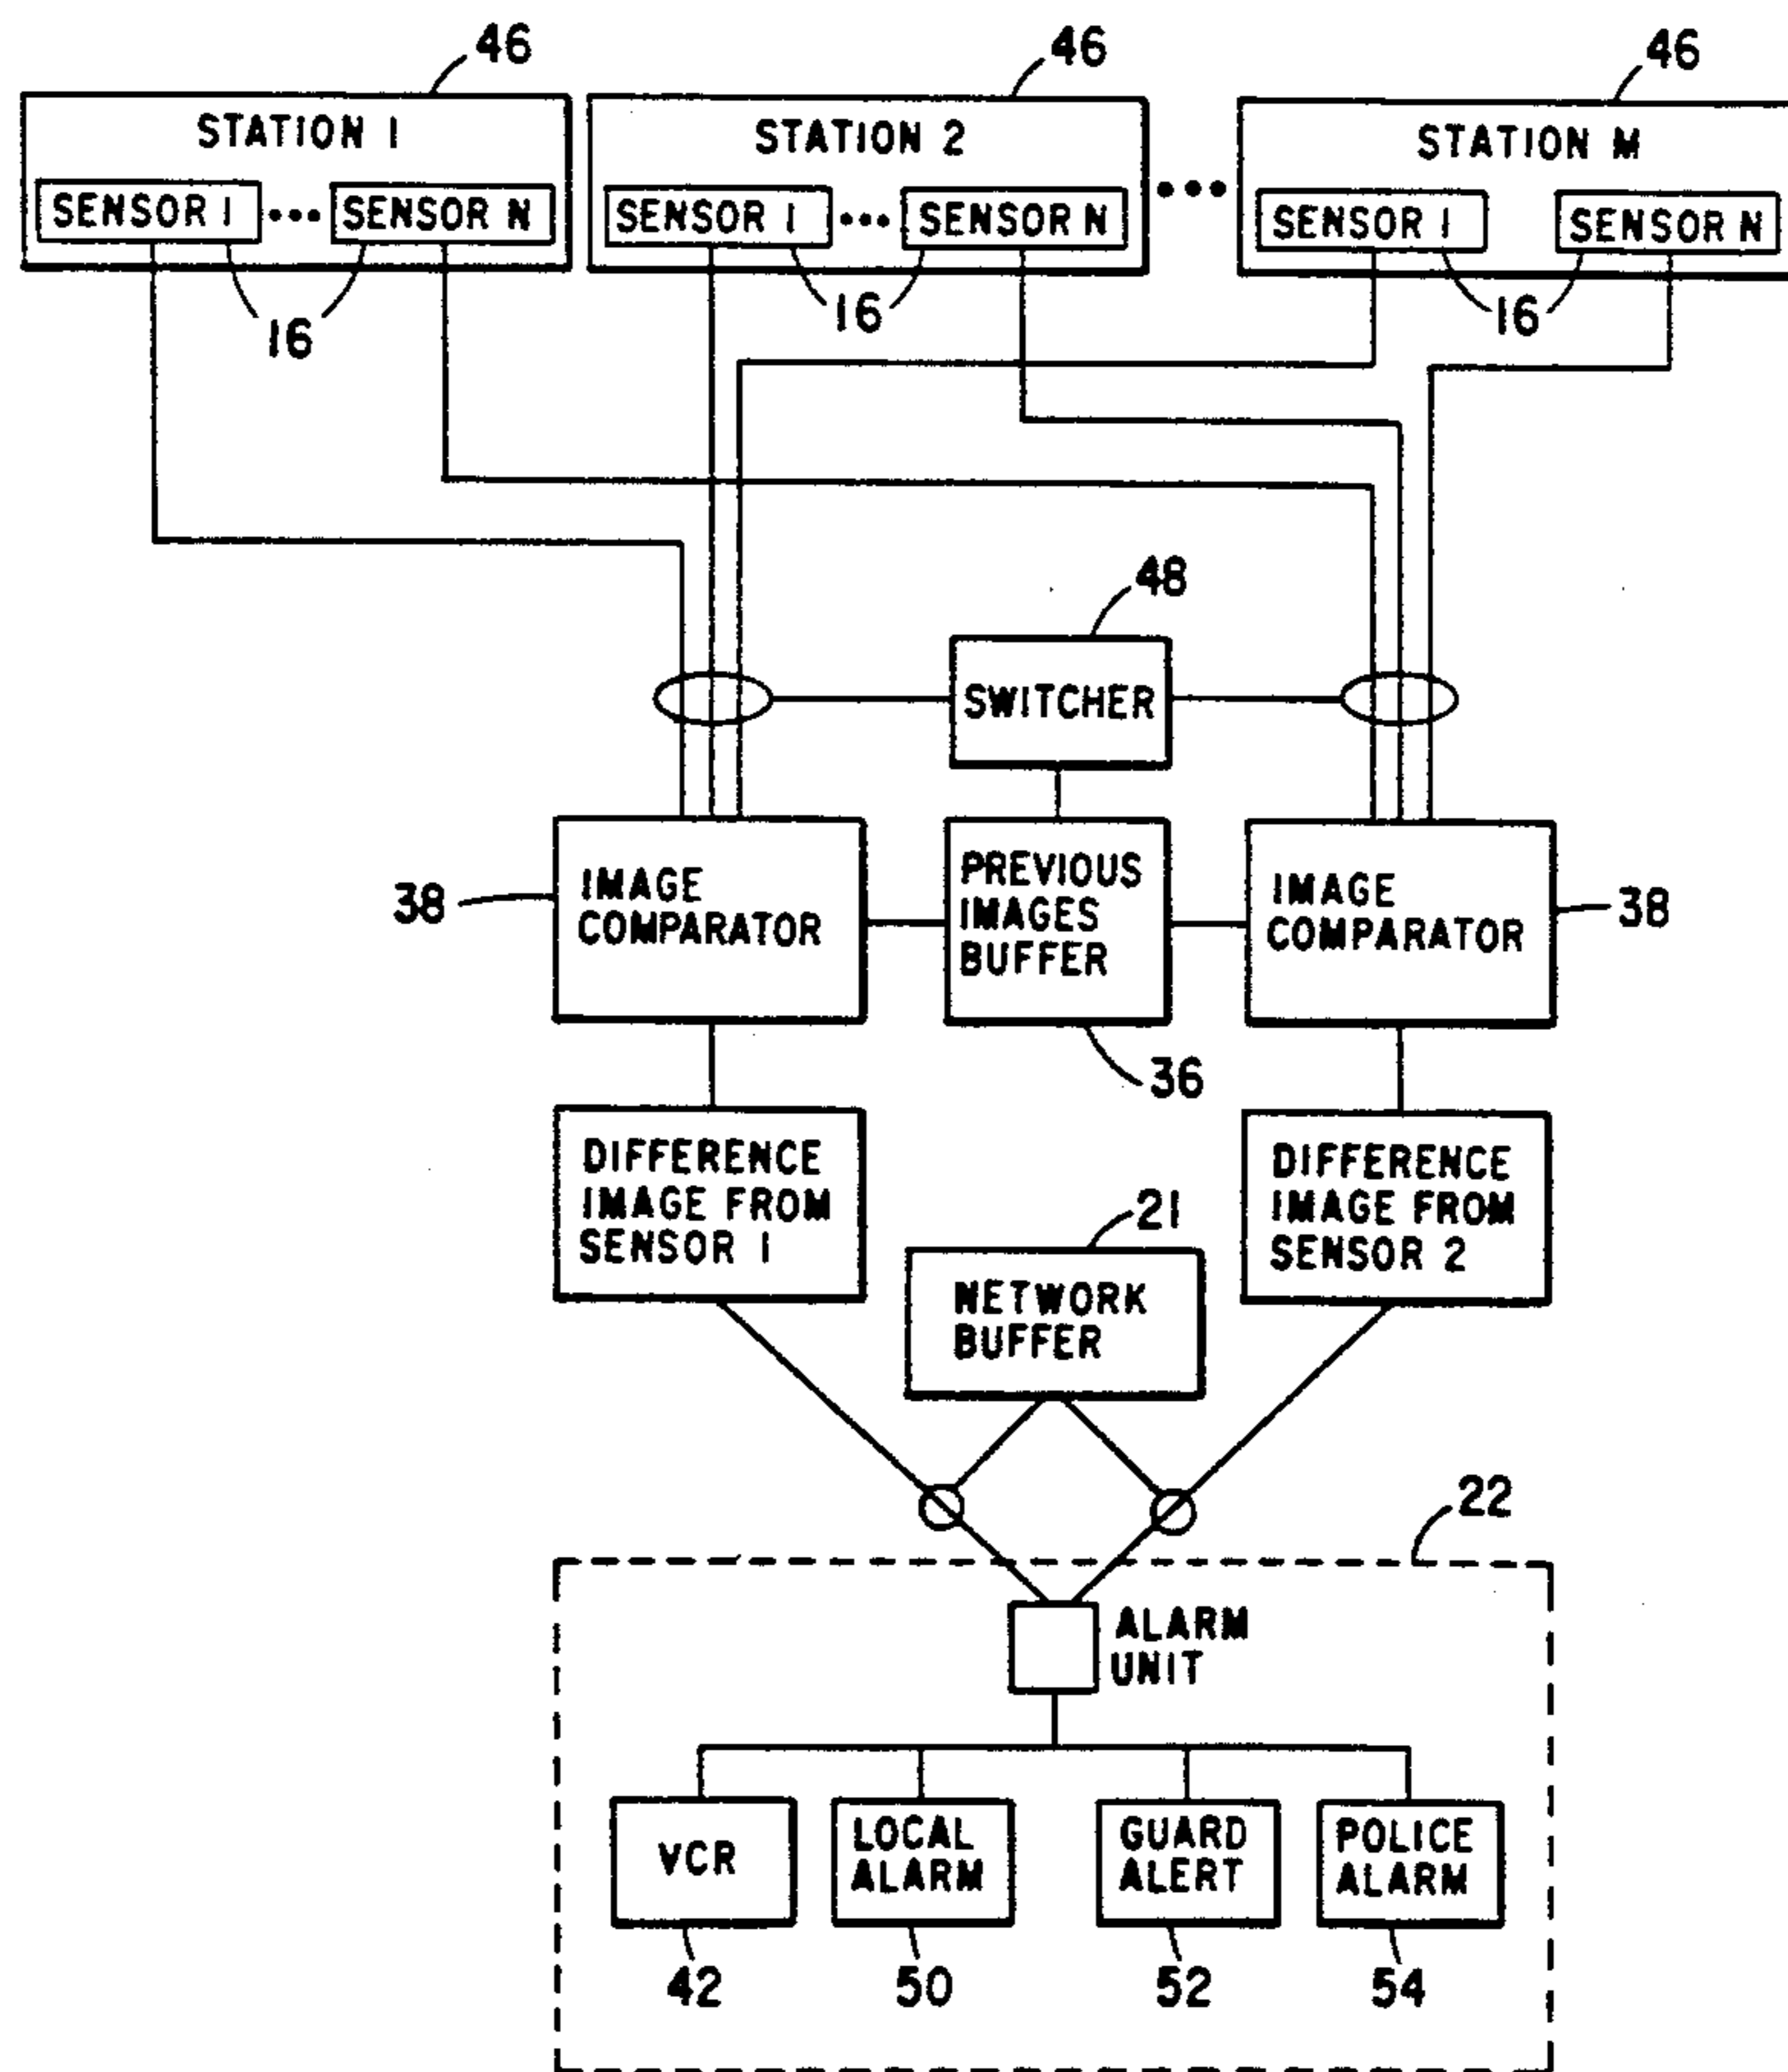 46
46
46
STATION 1
STATION 2
STATION M
SENSOR 1 ••• SENSOR N
SENSOR 1 ••• SENSOR N
•••
SENSOR 1
SENSOR N
16
16
16
48
SWITCHER
38
IMAGE
COMPARATOR
PREVIOUS
IMAGES
BUFFER
IMAGE
COMPARATOR
38
36
DIFFERENCE
IMAGE FROM
SENSOR 1
21
NETWORK
BUFFER
DIFFERENCE
IMAGE FROM
SENSOR 2
22
ALARM
UNIT
VCR
LOCAL
ALARM
GUARD
ALERT
POLICE
ALARM
42
50
52
54